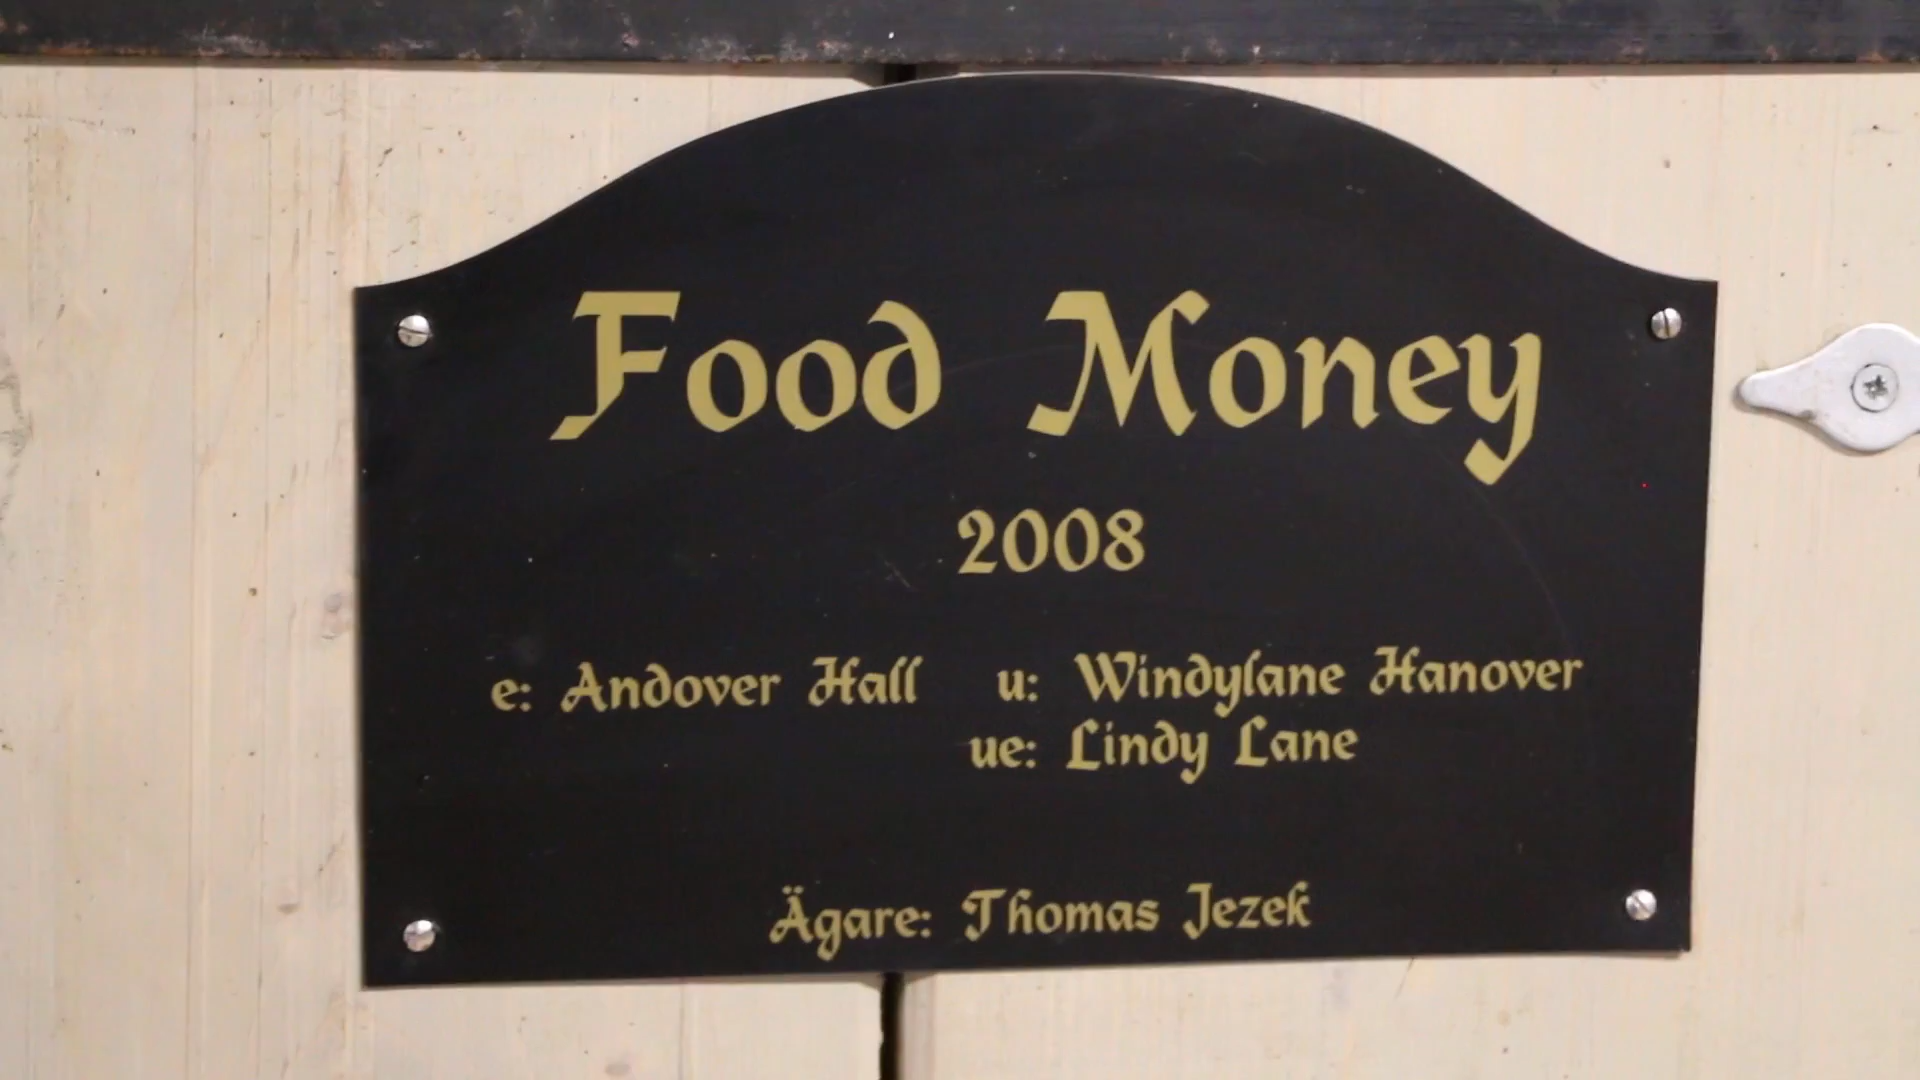 Food Money
2008
e: Andover Hall u: Windylane Hanover
ue: Lindy Lane
Ägare: Thomas Jezek